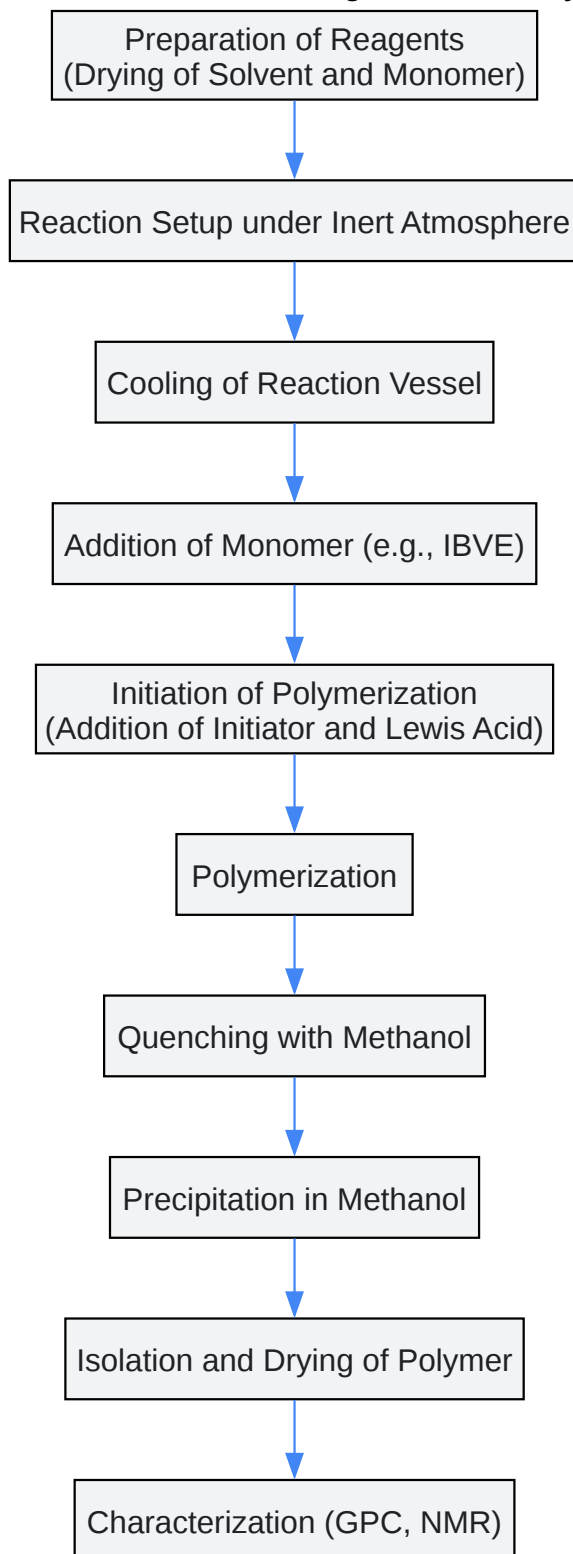 Preparation of Reagents
(Drying of Solvent and Monomer)
Reaction Setup under Inert Atmosphere
Cooling of Reaction Vessel
Addition of Monomer (e.g., IBVE)
Initiation of Polymerization
(Addition of Initiator and Lewis Acid)
Polymerization
Quenching with Methanol
Precipitation in Methanol
Isolation and Drying of Polymer
Characterization (GPC, NMR)